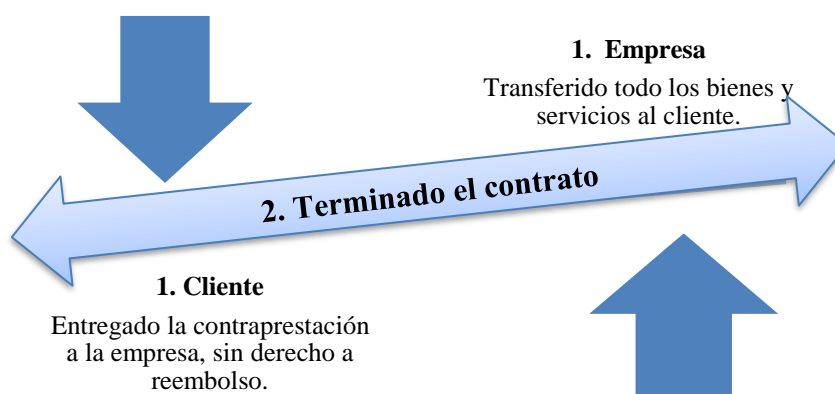 1. Empresa
Transferido todo los bienes y
servicios al cliente.
2. Terminado el contrato
1. Cliente
Entregado la contraprestación
a la empresa, sin derecho a
reembolso.